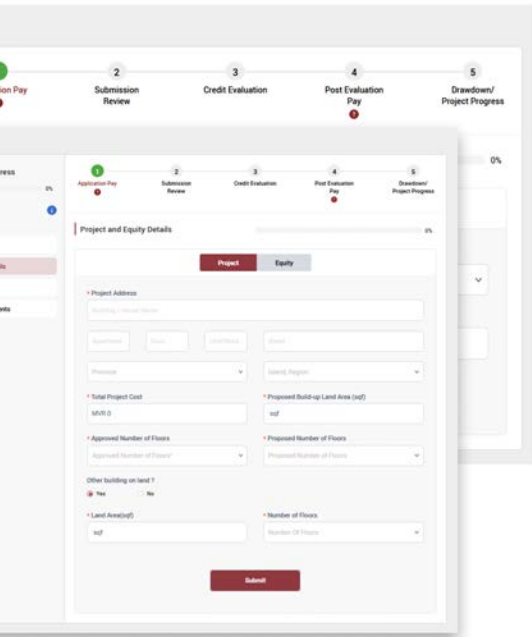 2
3
4
5
ion Pay
Submission
Review
Credit Evaluation
Post Evaluation
Pay
Drawdown/
Project Progress
0%
ress
0%
1
2
3
4
5
Application Pay
Submission
Review
Credit Evaluation
Post Evaluation
Pay
Drawdown/
Project Progress
Project and Equity Details
0%
ls
nts
Project
Equity
* Project Address
Building / House Name
Apartment
Floor
Street
Province
Island, Region
* Total Project Cost
* Proposed Build-up Land Area (sqf)
MVR 0
sqf
* Approved Number of Floors
* Proposed Number of Floors
Approved Number of Floors*
Proposed Number of Floors
Other building on land ?
Yes
No
* Land Area(sqf)
* Number of Floors
sqf
Number Of Floors
Submit